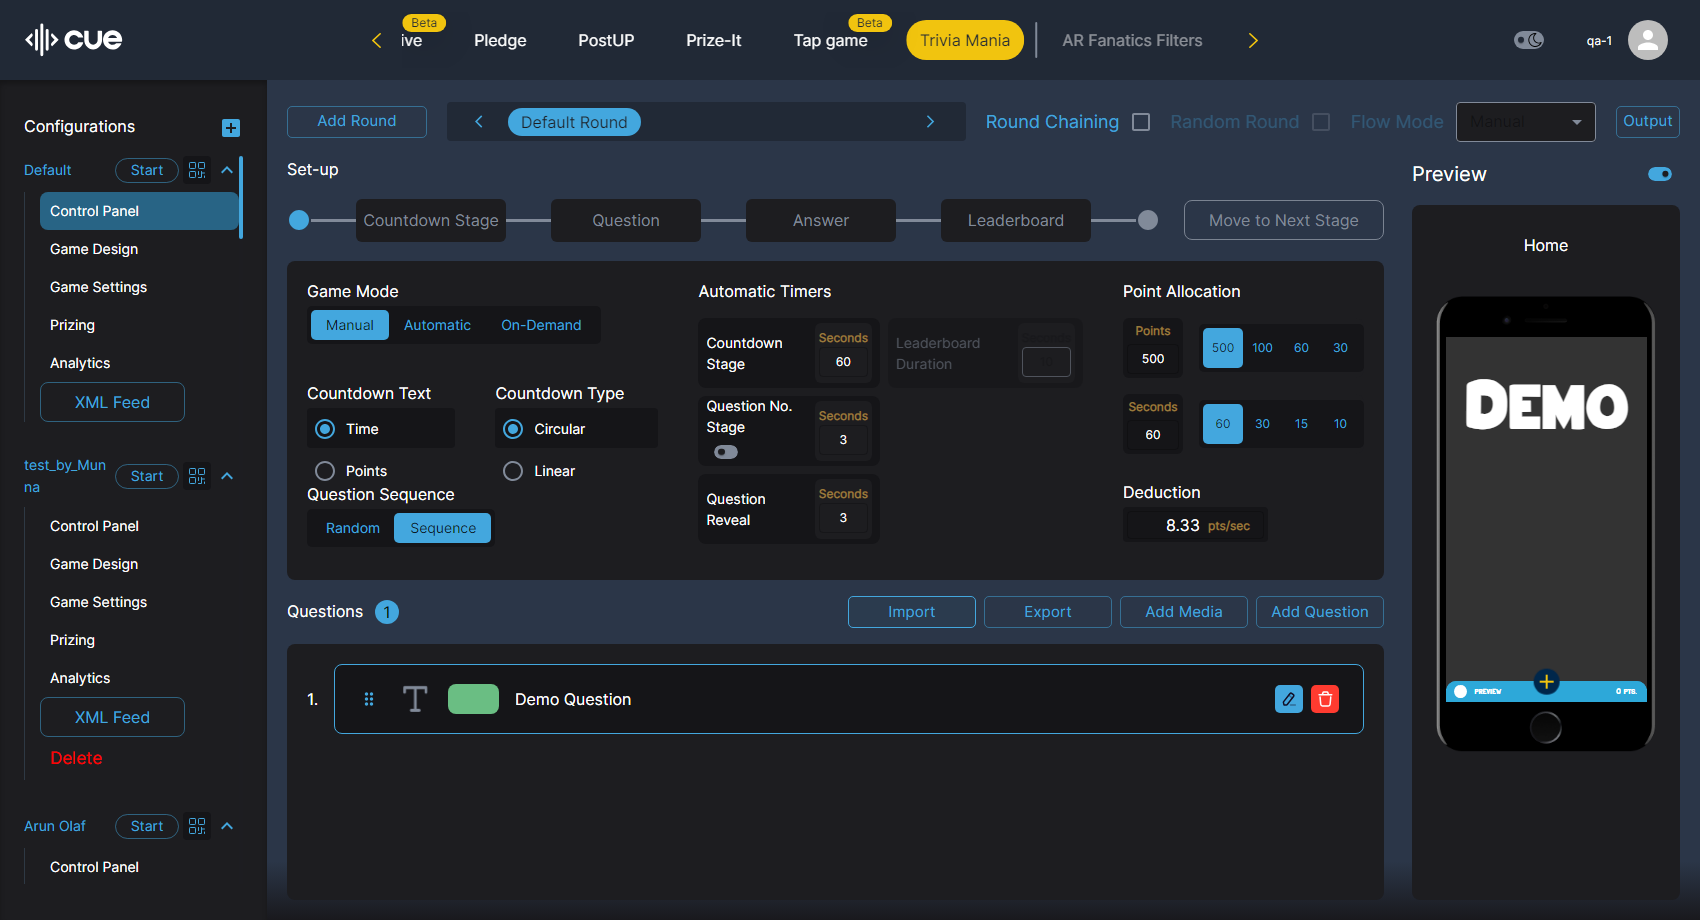 cue
ive
Beta
Pledge
PostUP
Prize-It
Tap game
Beta
Trivia Mania
AR Fanatics Filters
qa-1
Configurations
Default
Start
Control Panel
Game Design
Game Settings
Prizing
Analytics
XML Feed
test_by_Mun
na
Start
Control Panel
Game Design
Game Settings
Prizing
Analytics
XML Feed
Delete
Arun Olaf
Start
Control Panel
Add Round
Default Round
Round Chaining
Random Round
Flow Mode
Manual
Output
Set-up
Countdown Stage
Question
Answer
Leaderboard
Move to Next Stage
Game Mode
Manual
Automatic
On-Demand
Countdown Text
Time
Points
Countdown Type
Circular
Linear
Question Sequence
Random
Sequence
Automatic Timers
Countdown
Stage
Seconds
60
Leaderboard
Duration
Question No.
Stage
Seconds
3
Question
Reveal
Seconds
3
Point Allocation
Points
500
500
100
60
30
Seconds
60
60
30
15
10
Deduction
8.33 pts/sec
Questions 1
Import
Export
Add Media
Add Question
1.
T
Demo Question
Preview
Home
DEMO
PREVIEW
0 PTS.